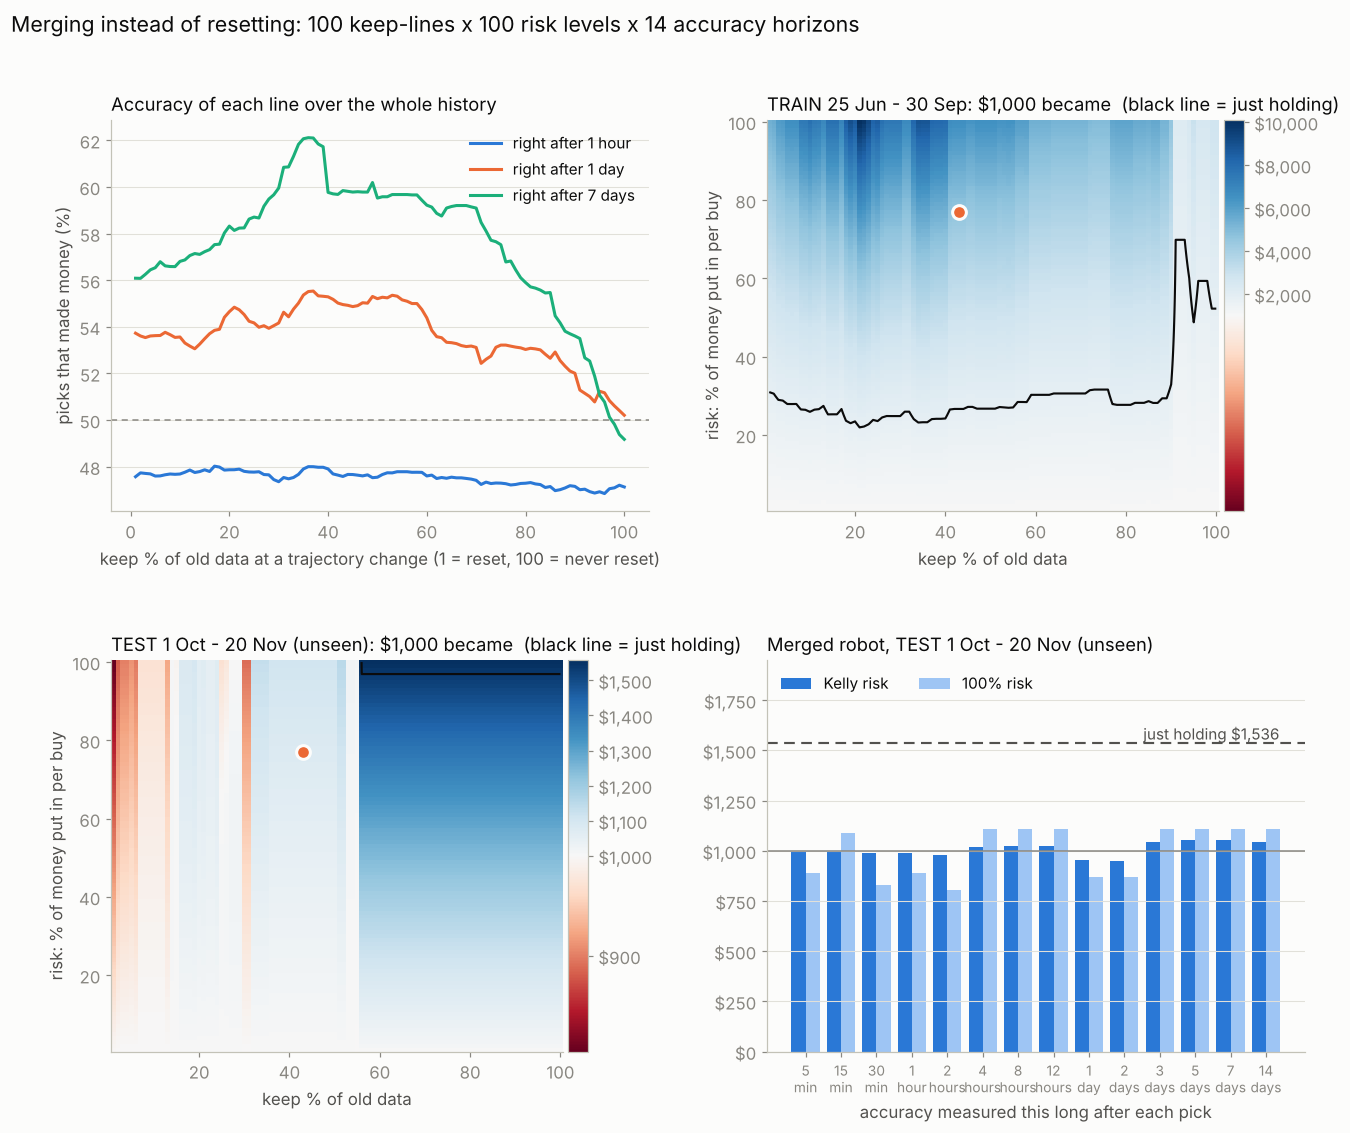 Merging instead of resetting: 100 keep-lines x 100 risk levels x 14 accuracy horizons
Accuracy of each line over the whole history
picks that made money (%)
62
60
58
56
54
52
50
48
right after 1 hour
right after 1 day
right after 7 days
0 20 40 60 80 100
keep % of old data at a trajectory change (1 = reset, 100 = never reset)
TRAIN 25 Jun - 30 Sep: $1,000 became (black line = just holding)
risk: % of money put in per buy
100
80
60
40
20
$10,000
$8,000
$6,000
$4,000
$2,000
20 40 60 80 100
keep % of old data
TEST 1 Oct - 20 Nov (unseen): $1,000 became (black line = just holding)
risk: % of money put in per buy
100
80
60
40
20
$1,500
$1,400
$1,300
$1,200
$1,100
$1,000
$900
20 40 60 80 100
keep % of old data
Merged robot, TEST 1 Oct - 20 Nov (unseen)
Kelly risk 100% risk
just holding $1,536
$1,750
$1,500
$1,250
$1,000
$750
$500
$250
$0
5 15 30 1 2 4 8 12 1 2 3 5 7 14
min min min hour hours hours hours hours day days days days days days
accuracy measured this long after each pick